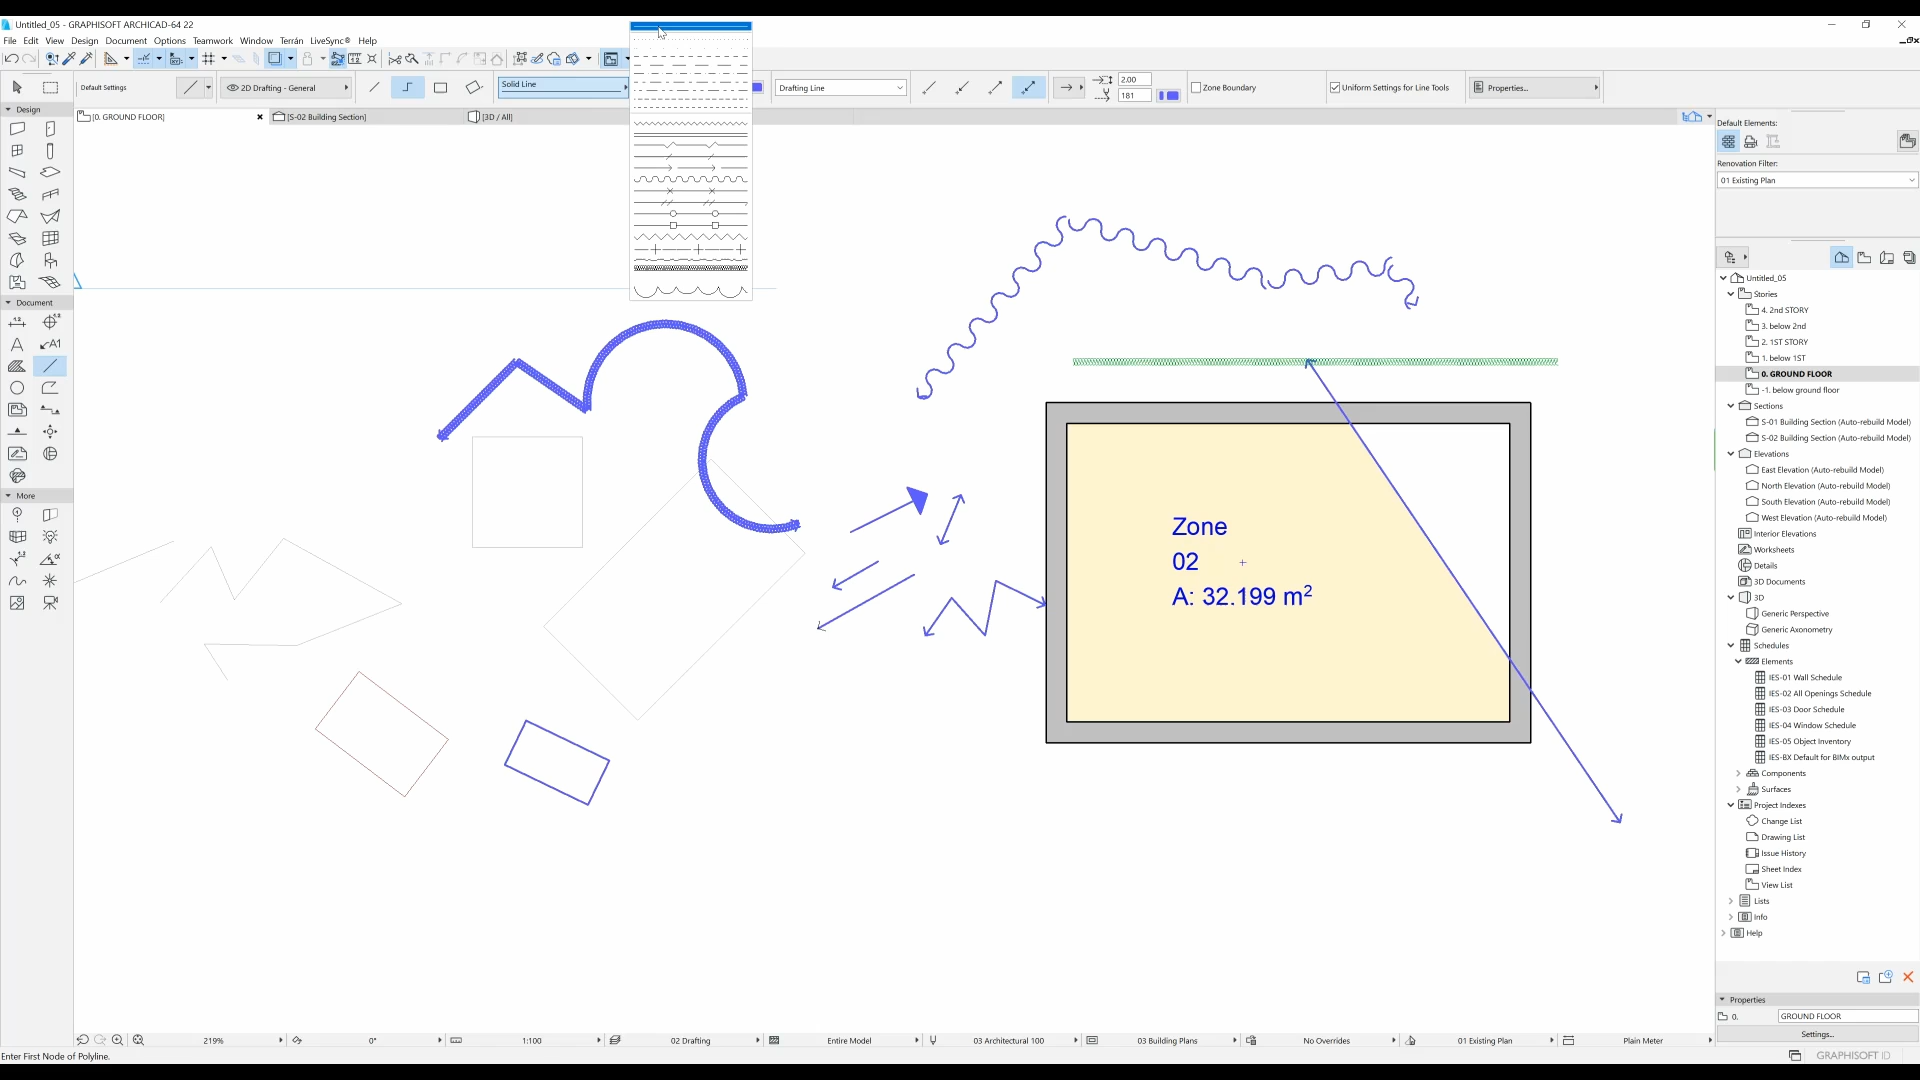 Untitled_05 - GRAPHISOFT ARCHICAD-64 22
File Edit View Design Document Options Teamwork Window Terrán LiveSync® Help
Default Settings
2D Drafting - General
Solid Line
Drafting Line
2.00
181
Zone Boundary
Uniform Settings for Line Tools
Properties...
[0. GROUND FLOOR]
[S-02 Building Section]
[3D / All]
Design
Document
A1
More
Zone
02
A: 32.199 m²
Default Elements:
Renovation Filter:
01 Existing Plan
Untitled_05
Stories
4. 2nd STORY
3. below 2nd
2. 1ST STORY
1. below 1ST
0. GROUND FLOOR
-1. below ground floor
Sections
S-01 Building Section (Auto-rebuild Model)
S-02 Building Section (Auto-rebuild Model)
Elevations
East Elevation (Auto-rebuild Model)
North Elevation (Auto-rebuild Model)
South Elevation (Auto-rebuild Model)
West Elevation (Auto-rebuild Model)
Interior Elevations
Worksheets
Details
3D Documents
3D
Generic Perspective
Generic Axonometry
Schedules
Elements
IES-01 Wall Schedule
IES-02 All Openings Schedule
IES-03 Door Schedule
IES-04 Window Schedule
IES-05 Object Inventory
IES-BX Default for BIMx output
Components
Surfaces
Project Indexes
Change List
Drawing List
Issue History
Sheet Index
View List
Lists
Info
Help
Properties
0. GROUND FLOOR
Settings...
219%
0°
1:100
02 Drafting
Entire Model
03 Architectural 100
03 Building Plans
No Overrides
01 Existing Plan
Plain Meter
Enter First Node of Polyline.
GRAPHISOFT ID